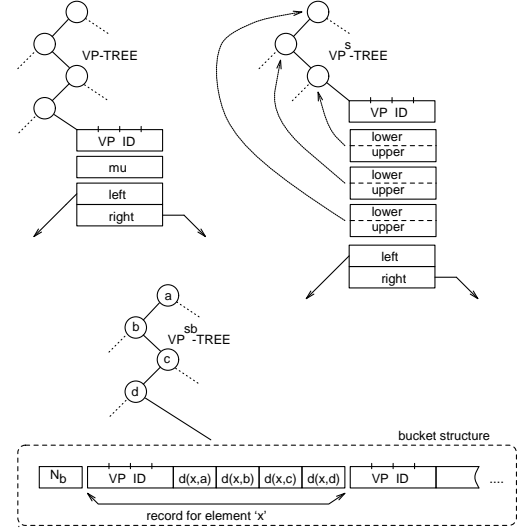 VP-TREE
VP ID
mu
left
right
s
VP -TREE
VP ID
lower
upper
lower
upper
lower
upper
left
right
a
b
sb
VP -TREE
c
d
bucket structure
Nb VP ID d(x,a) d(x,b) d(x,c) d(x,d) VP ID ....
record for element 'x'